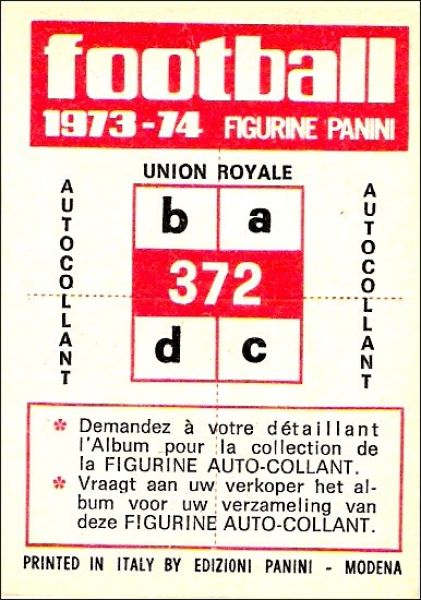 football
1973-74 FIGURINE PANINI
UNION ROYALE
AUTOCOLLANT
b a
372
d c
AUTOCOLLANT
* Demandez à votre détaillant
l'Album pour la collection de
la FIGURINE AUTO-COLLANT.
* Vraagt aan uw verkoper het al-
bum voor uw verzameling van
deze FIGURINE AUTO-COLLANT.
PRINTED IN ITALY BY EDIZIONI PANINI - MODENA